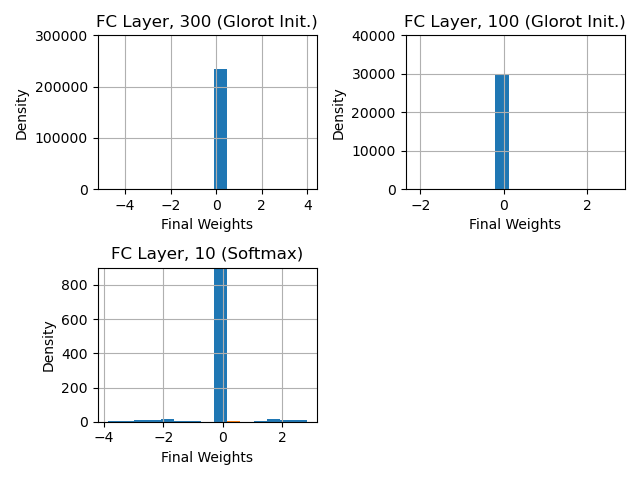 FC Layer, 300 (Glorot Init.)
300000
200000
100000
0
Density
−4 −2 0 2 4
Final Weights
FC Layer, 100 (Glorot Init.)
40000
30000
20000
10000
0
Density
−2 0 2
Final Weights
FC Layer, 10 (Softmax)
800
600
400
200
0
Density
−4 −2 0 2
Final Weights